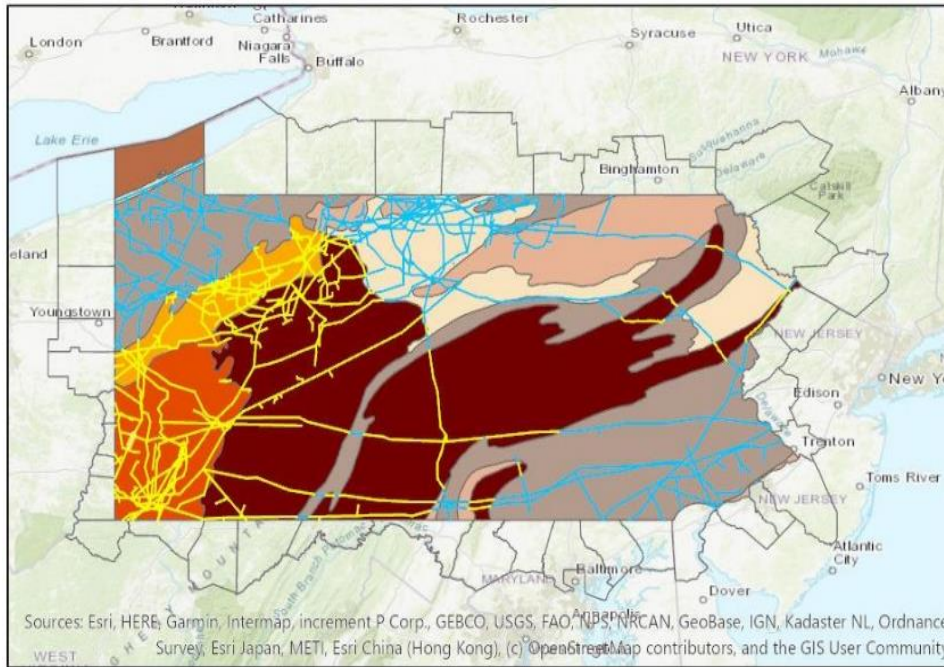 Catharines
Rochester
Utica
London
Brantford
Syracuse
Niagara
Falls
NEW YORK
Mohawk
Buffalo
Albany
Lake Erie
Binghamton
Susquehanna
Delaware
Catskill
Park
eland
Youngstown
NEW JERSEY
New Yo
Edison
Delaware
Trenton
Toms River
NEW JERSEY
Atlantic
City
Baltimore
MARYLAND
Dover
Annapolis
Sources: Esri, HERE, Garmin, Intermap, increment P Corp., GEBCO, USGS, FAO, NPS, NRCAN, GeoBase, IGN, Kadaster NL, Ordnance
Survey, Esri Japan, METI, Esri China (Hong Kong), (c) OpenStreetMap contributors, and the GIS User Communit
WEST